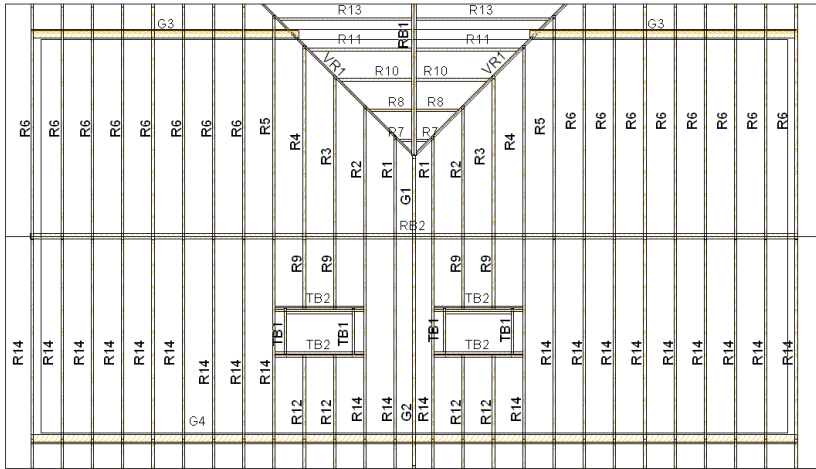 R13 RB1 R13
G3 G3
R11 R11
VR1 R10 R10 VR1
R8 R8
R6 R6 R6 R6 R6 R6 R6 R6 R5 R4 R3 R2 R1 R7 R7 R1 R2 R3 R4 R5 R6 R6 R6 R6 R6 R6 R6 R6
G1
RB2
R9 R9 R9 R9
TB2 TB2
TB1 TB1 TB1 TB1
TB2 TB2
R14 R14 R14 R14 R14 R14 R14 R14 R14 R14 R14 R14 R14 R14 R14 R14 R14 R14
G4 R12 R12 R14 R14 G2 R14 R12 R12 R14